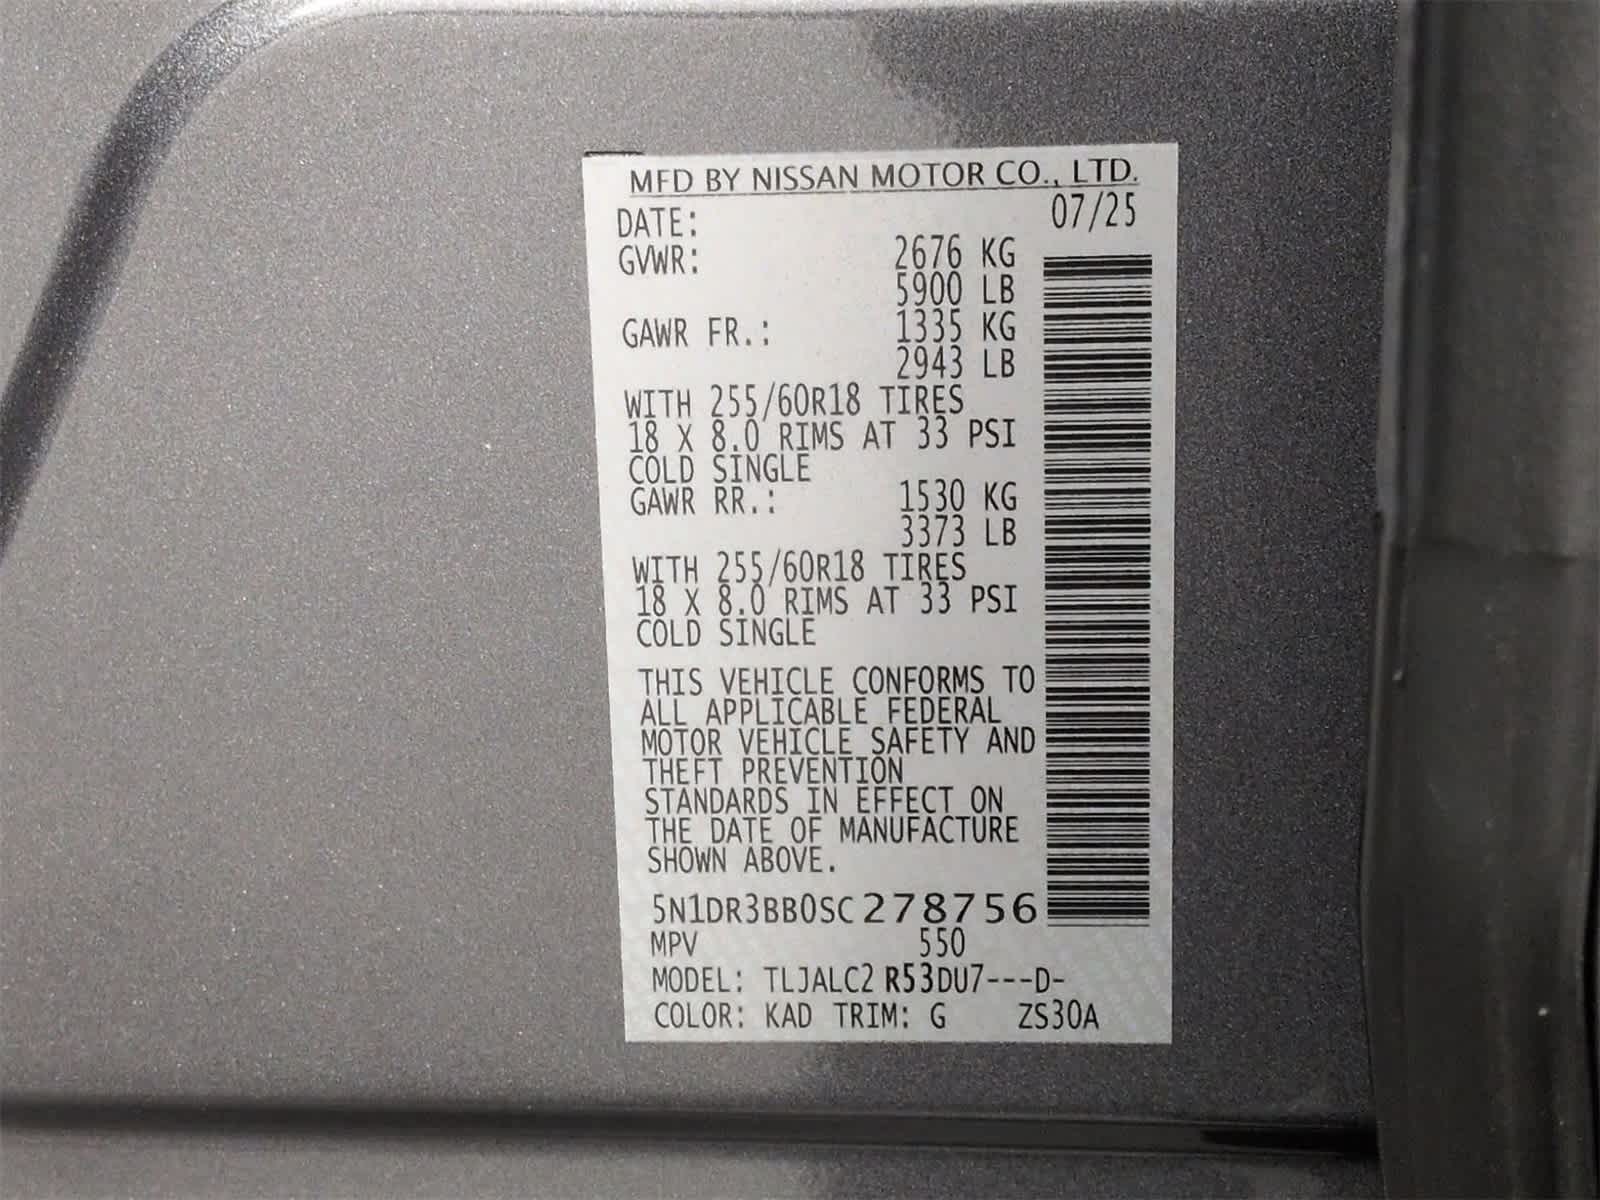 MFD BY NISSAN MOTOR CO., LTD.
DATE: 07/25
GVWR: 2676 KG
5900 LB
GAWR FR.: 1335 KG
2943 LB
WITH 255/60R18 TIRES
18 X 8.0 RIMS AT 33 PSI
COLD SINGLE
GAWR RR.: 1530 KG
3373 LB
WITH 255/60R18 TIRES
18 X 8.0 RIMS AT 33 PSI
COLD SINGLE
THIS VEHICLE CONFORMS TO
ALL APPLICABLE FEDERAL
MOTOR VEHICLE SAFETY AND
THEFT PREVENTION
STANDARDS IN EFFECT ON
THE DATE OF MANUFACTURE
SHOWN ABOVE.
5N1DR3BB0SC278756
MPV 550
MODEL: TLJALC2 R53DU7---D-
COLOR: KAD TRIM: G ZS30A